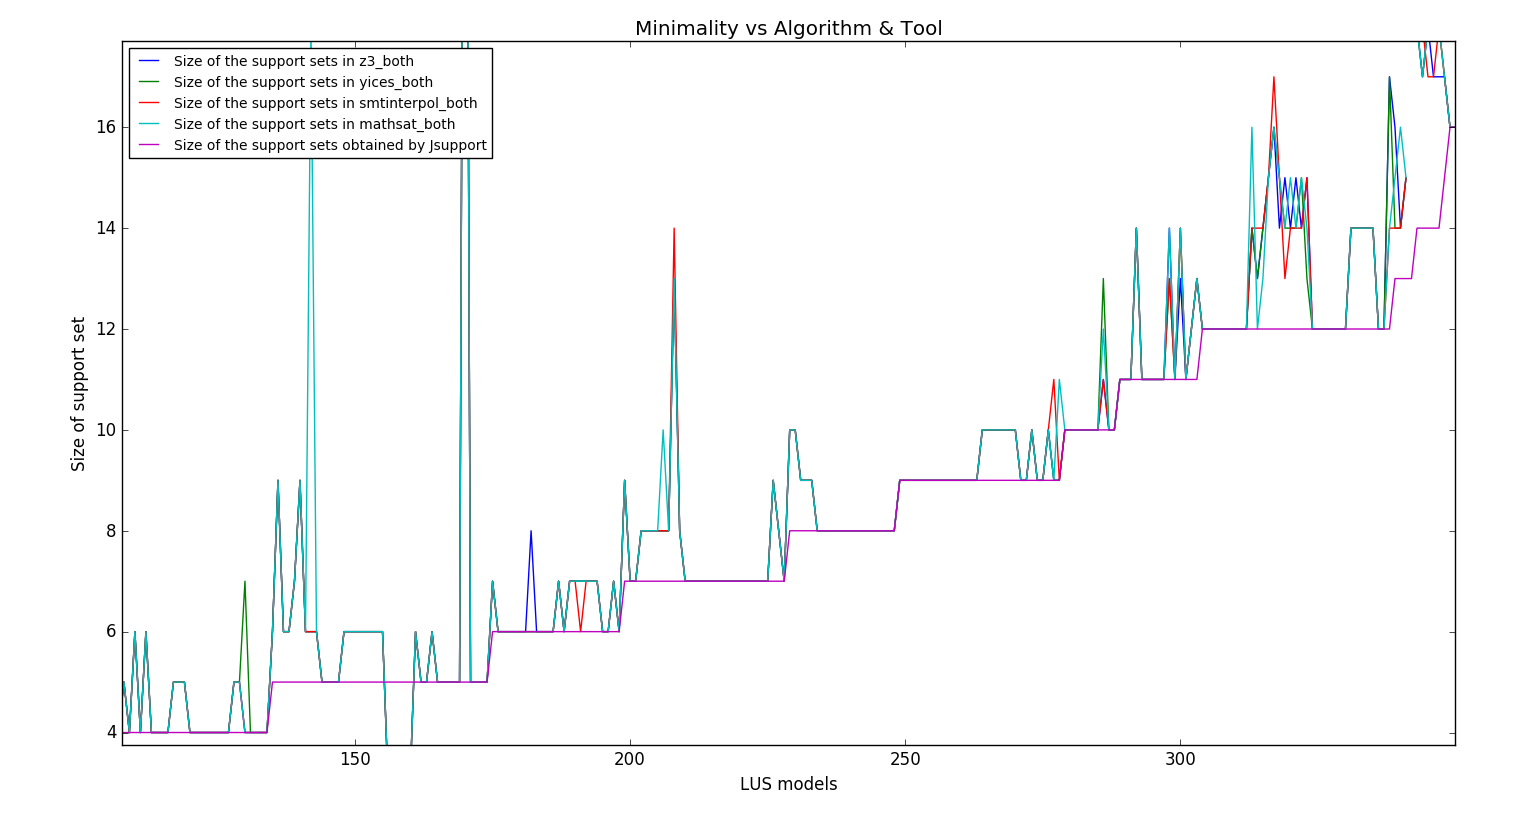 Minimality vs Algorithm & Tool
Size of the support sets in z3_both
Size of the support sets in yices_both
Size of the support sets in smtinterpol_both
Size of the support sets in mathsat_both
Size of the support sets obtained by Jsupport
16
14
12
10
8
6
4
Size of support set
150
200
250
300
LUS models